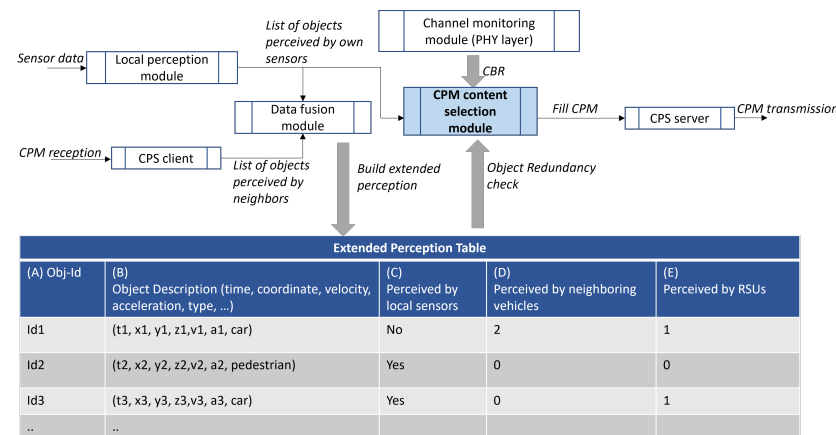 List of objects
perceived by own
sensors
Channel monitoring
module (PHY layer)
Sensor data
Local perception
module
CBR
CPM content
selection
module
Data fusion
module
Fill CPM
CPS server
CPM transmission
CPM reception
CPS client
List of objects
perceived by
neighbors
Build extended
perception
Object Redundancy
check
Extended Perception Table
(A) Obj-Id
(B)
Object Description (time, coordinate, velocity,
acceleration, type, …)
(C)
Perceived by
local sensors
(D)
Perceived by neighboring
vehicles
(E)
Perceived by RSUs
Id1 (t1, x1, y1, z1,v1, a1, car) No 2 1
Id2 (t2, x2, y2, z2,v2, a2, pedestrian) Yes 0 0
Id3 (t3, x3, y3, z3,v3, a3, car) Yes 0 1
.. ..